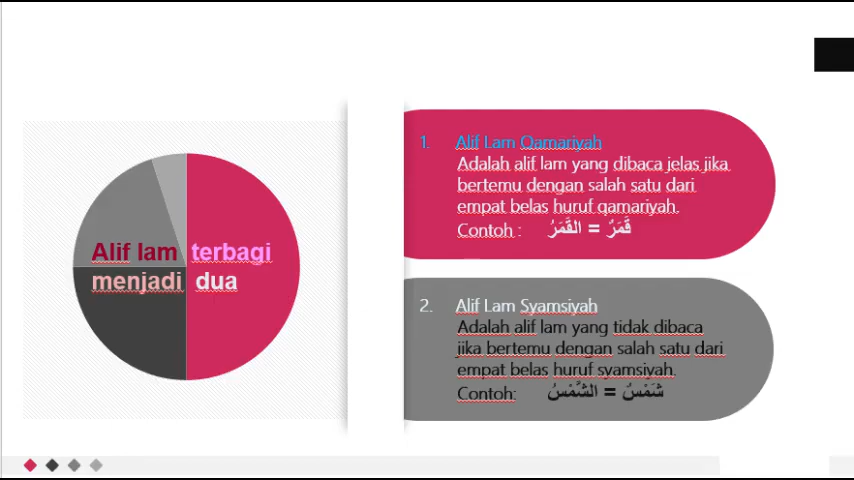 Alif lam terbagi
menjadi dua
1. Alif Lam Qamariyah
Adalah alif lam yang dibaca jelas jika
bertemu dengan salah satu dari
empat belas huruf qamariyah.
Contoh : قَمَرٌ = القَمَرُ
2. Alif Lam Syamsiyah
Adalah alif lam yang tidak dibaca
jika bertemu dengan salah satu dari
empat belas huruf syamsiyah.
Contoh: شَمْسٌ = الشَّمْسُ